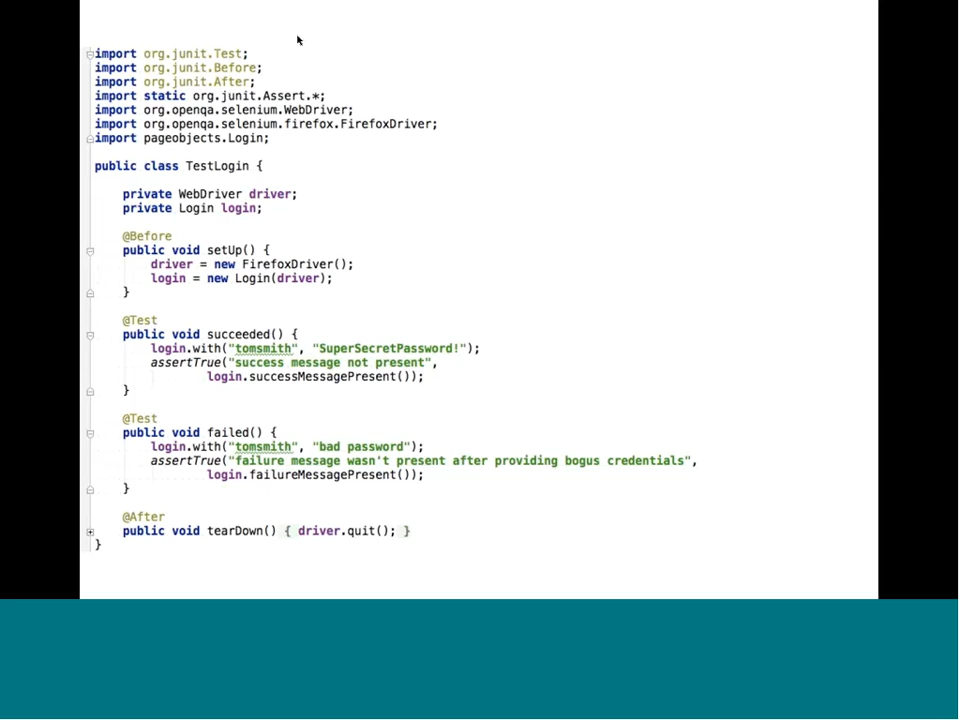 import org.junit.Test;
import org.junit.Before;
import org.junit.After;
import static org.junit.Assert.*;
import org.openqa.selenium.WebDriver;
import org.openqa.selenium.firefox.FirefoxDriver;
import pageobjects.Login;
public class TestLogin {
private WebDriver driver;
private Login login;
@Before
public void setUp() {
driver = new FirefoxDriver();
login = new Login(driver);
}
@Test
public void succeeded() {
login.with("tomsmith", "SuperSecretPassword!");
assertTrue("success message not present",
login.successMessagePresent());
}
@Test
public void failed() {
login.with("tomsmith", "bad password");
assertTrue("failure message wasn't present after providing bogus credentials",
login.failureMessagePresent());
}
@After
public void tearDown() { driver.quit(); }
}